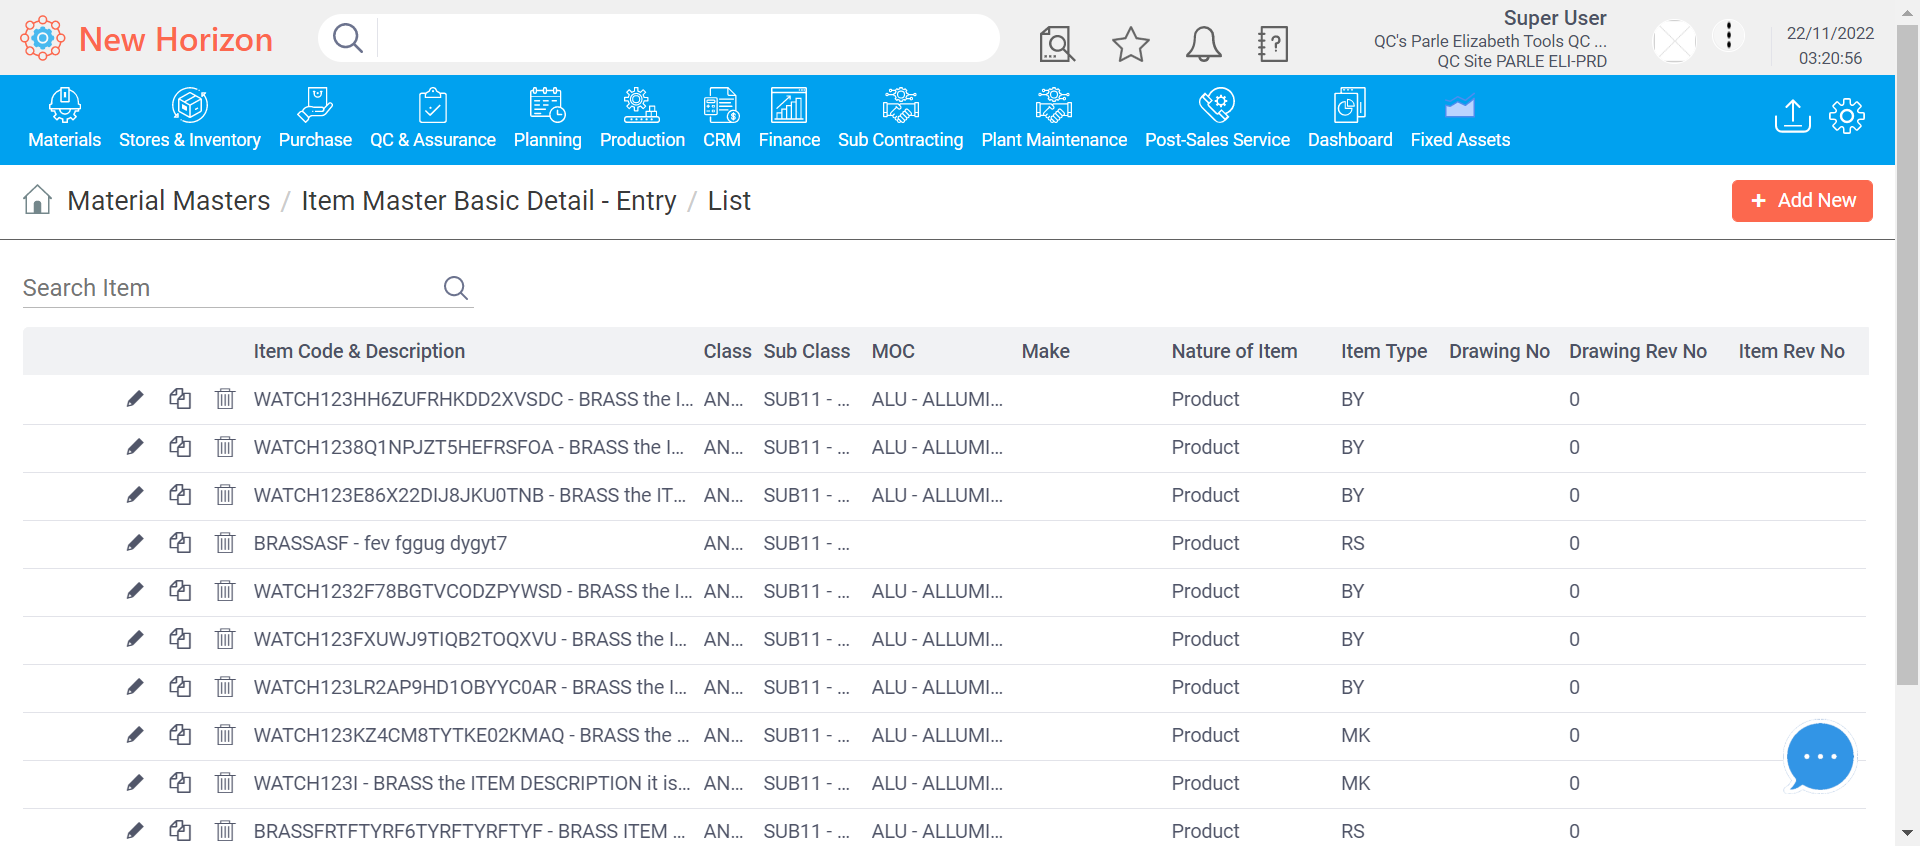 New Horizon
Super User
QC's Parle Elizabeth Tools QC ...
QC Site PARLE ELI-PRD
22/11/2022
03:20:56
Materials Stores & Inventory Purchase QC & Assurance Planning Production CRM Finance Sub Contracting Plant Maintenance Post-Sales Service Dashboard Fixed Assets
Material Masters / Item Master Basic Detail - Entry / List
+ Add New
Search Item
Item Code & Description Class Sub Class MOC Make Nature of Item Item Type Drawing No Drawing Rev No Item Rev No
WATCH123HH6ZUFRHKDD2XVSDC - BRASS the I... AN... SUB11 - ... ALU - ALLUMI... Product BY 0
WATCH1238Q1NPJZT5HEFRSFOA - BRASS the I... AN... SUB11 - ... ALU - ALLUMI... Product BY 0
WATCH123E86X22DIJ8JKU0TNB - BRASS the IT... AN... SUB11 - ... ALU - ALLUMI... Product BY 0
BRASSASF - fev fggug dygyt7 AN... SUB11 - ... Product RS 0
WATCH1232F78BGTVCODZPYWSD - BRASS the I... AN... SUB11 - ... ALU - ALLUMI... Product BY 0
WATCH123FXUWJ9TIQB2TOQXVU - BRASS the I... AN... SUB11 - ... ALU - ALLUMI... Product BY 0
WATCH123LR2AP9HD1OBYYC0AR - BRASS the I... AN... SUB11 - ... ALU - ALLUMI... Product BY 0
WATCH123KZ4CM8TYTKE02KMAQ - BRASS the ... AN... SUB11 - ... ALU - ALLUMI... Product MK 0
WATCH123I - BRASS the ITEM DESCRIPTION it is... AN... SUB11 - ... ALU - ALLUMI... Product MK 0
BRASSFRTFTYRF6TYRFTYRFTYF - BRASS ITEM ... AN... SUB11 - ... ALU - ALLUMI... Product RS 0